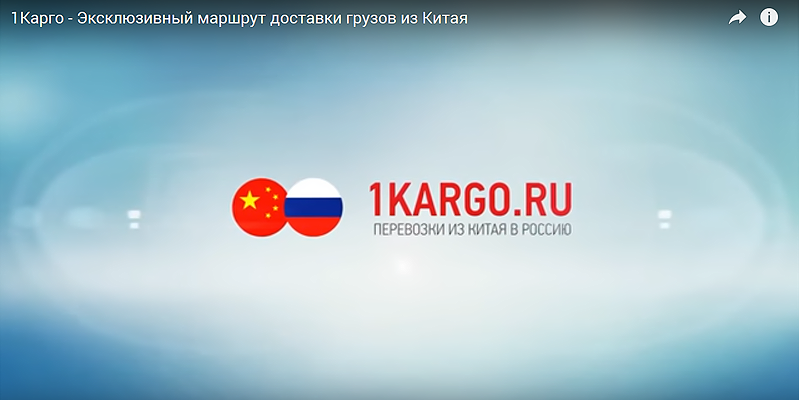 1Карго - Эксклюзивный маршрут доставки грузов из Китая
1KARGO.RU
ПЕРЕВОЗКИ ИЗ КИТАЯ В РОССИЮ